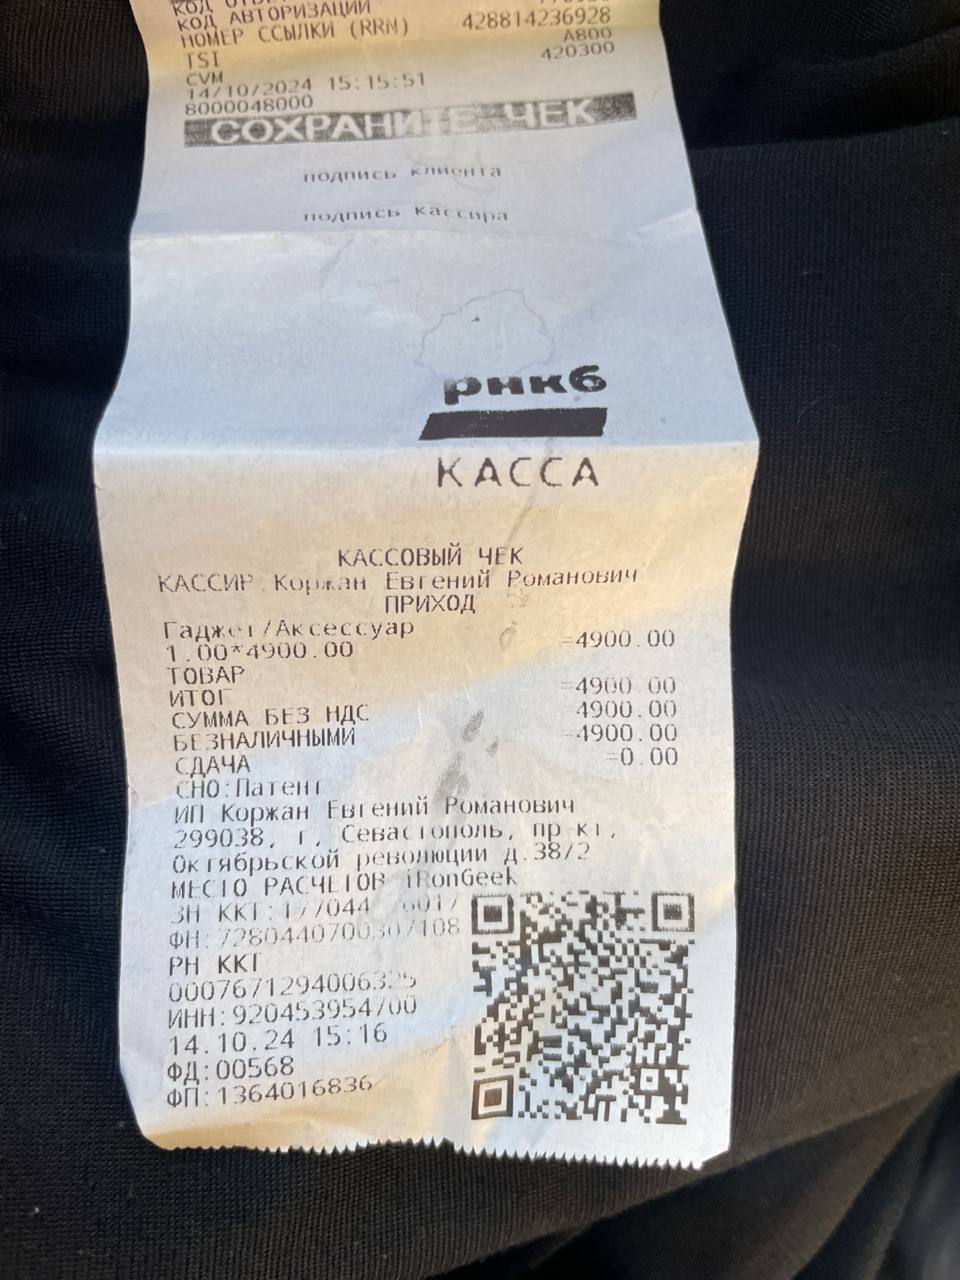 КОД АВТОРИЗАЦИИ
НОМЕР ССЫЛКИ (RRN) 428814236928
TSI A800
CVM 420300
14/10/2024 15:15:51
8000048000
СОХРАНИТЕ ЧЕК
подпись клиента
подпись кассира
рнкб
КАССА
КАССОВЫЙ ЧЕК
КАССИР Коржан Евгений Романович
ПРИХОД
Гаджет/Аксессуар
1.00*4900.00 =4900.00
ТОВАР
ИТОГ =4900.00
СУММА БЕЗ НДС 4900.00
БЕЗНАЛИЧНЫМИ =4900.00
СДАЧА =0.00
СНО:Патент
ИП Коржан Евгений Романович
299038, г, Севастополь, пр-кт,
Октябрьской революции д.38/2
МЕСТО РАСЧЕТОВ iRonGeek
ЗН ККТ:
ФН:
РН ККТ
ИНН:920453954700
14.10.24 15:16
ФД:00568
ФП:1364016836